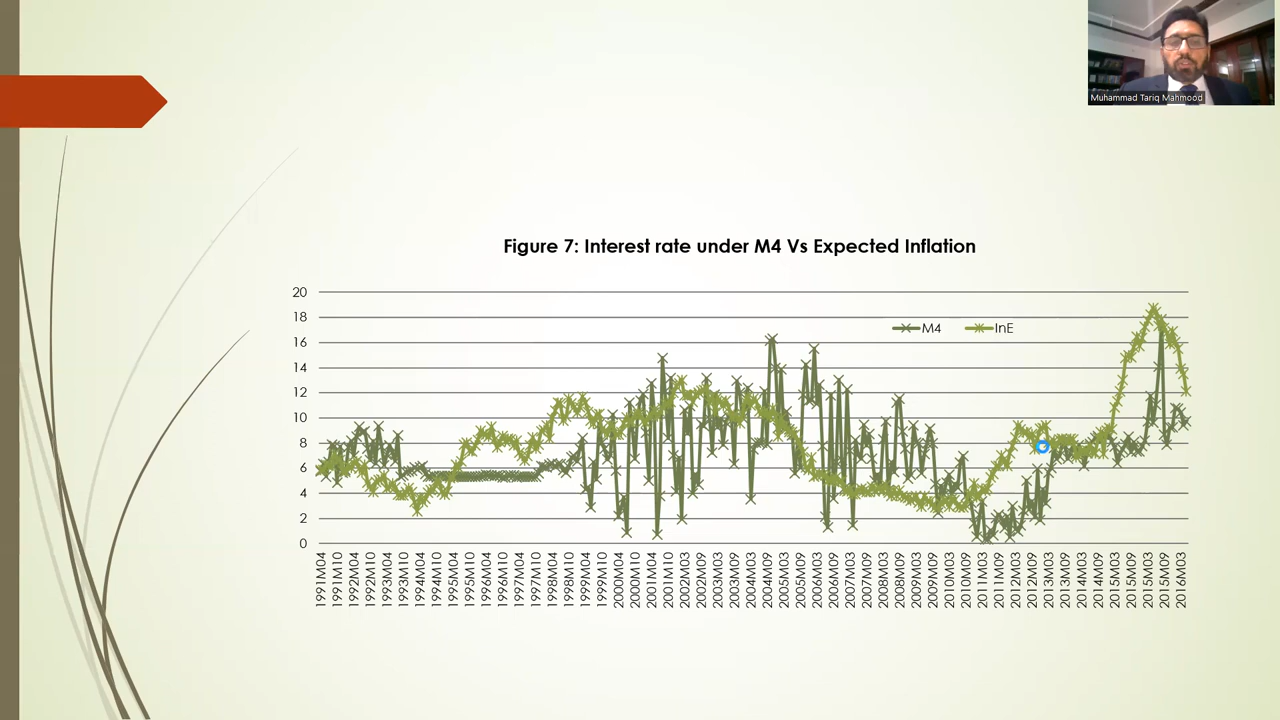 Muhammad Tariq Mahmood
Figure 7: Interest rate under M4 Vs Expected Inflation
20
18
16
14
12
10
8
6
4
2
0
M4
InE
1991M04
1991M10
1992M04
1992M10
1993M04
1993M10
1994M04
1994M10
1995M04
1995M10
1996M04
1996M10
1997M04
1997M10
1998M04
1998M10
1999M04
1999M10
2000M04
2000M10
2001M04
2001M10
2002M03
2002M09
2003M03
2003M09
2004M03
2004M09
2005M03
2005M09
2006M03
2006M09
2007M03
2007M09
2008M03
2008M09
2009M03
2009M09
2010M03
2010M09
2011M03
2011M09
2012M03
2012M09
2013M03
2013M09
2014M03
2014M09
2015M03
2015M09
2015M03
2015M09
2016M03